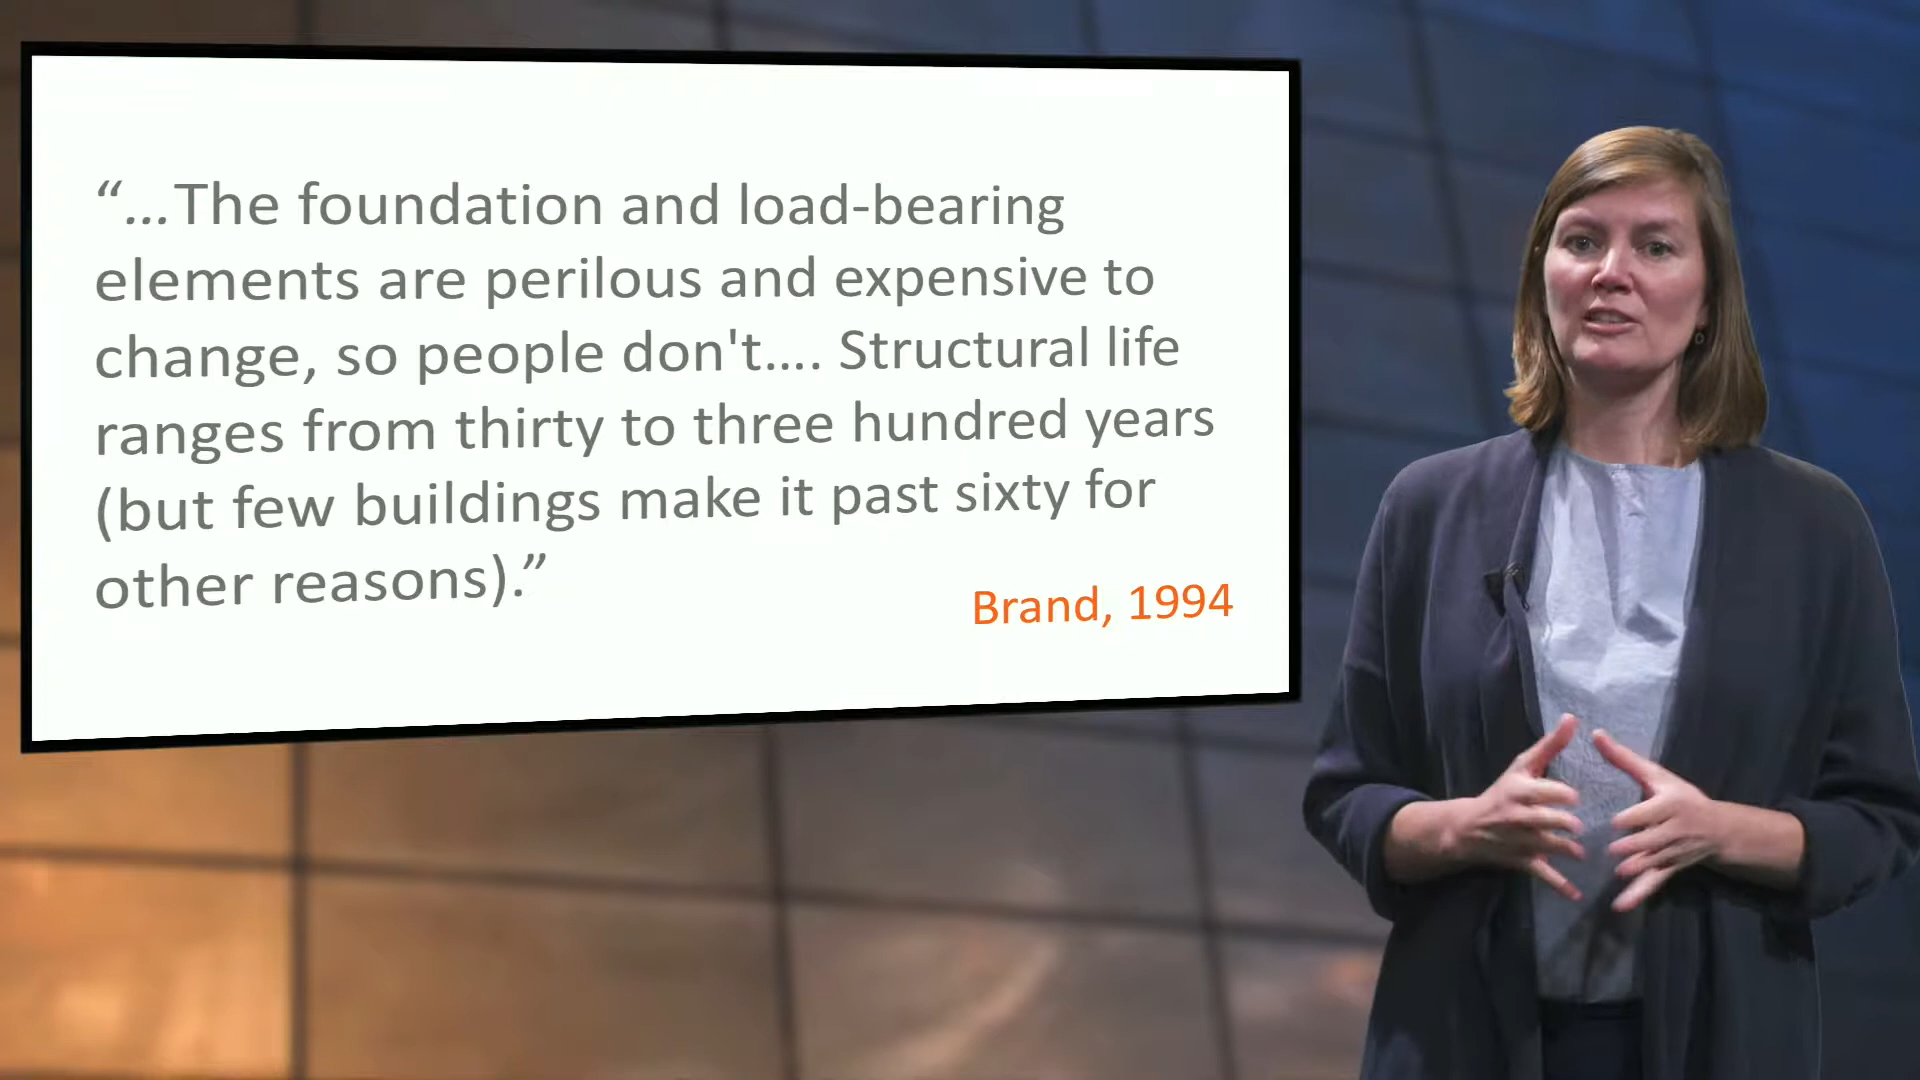 “...The foundation and load-bearing
elements are perilous and expensive to
change, so people don't.... Structural life
ranges from thirty to three hundred years
(but few buildings make it past sixty for
other reasons).”
Brand, 1994